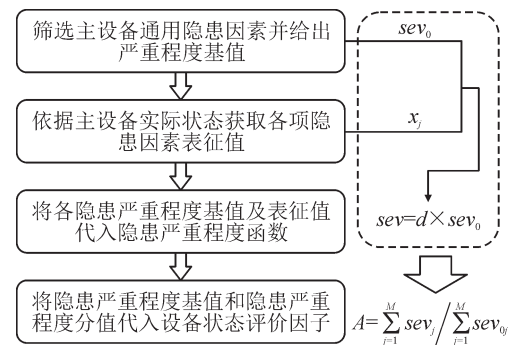 筛选主设备通用隐患因素并给出
严重程度基值
sev₀
依据主设备实际状态获取各项隐
患因素表征值
xⱼ
将各隐患严重程度基值及表征值
代入隐患严重程度函数
sev=d×sev₀
将隐患严重程度基值和隐患严重
程度分值代入设备状态评价因子
A=∑ᴹⱼ₌₁ sevⱼ/∑ᴹⱼ₌₁ sev₀ⱼ